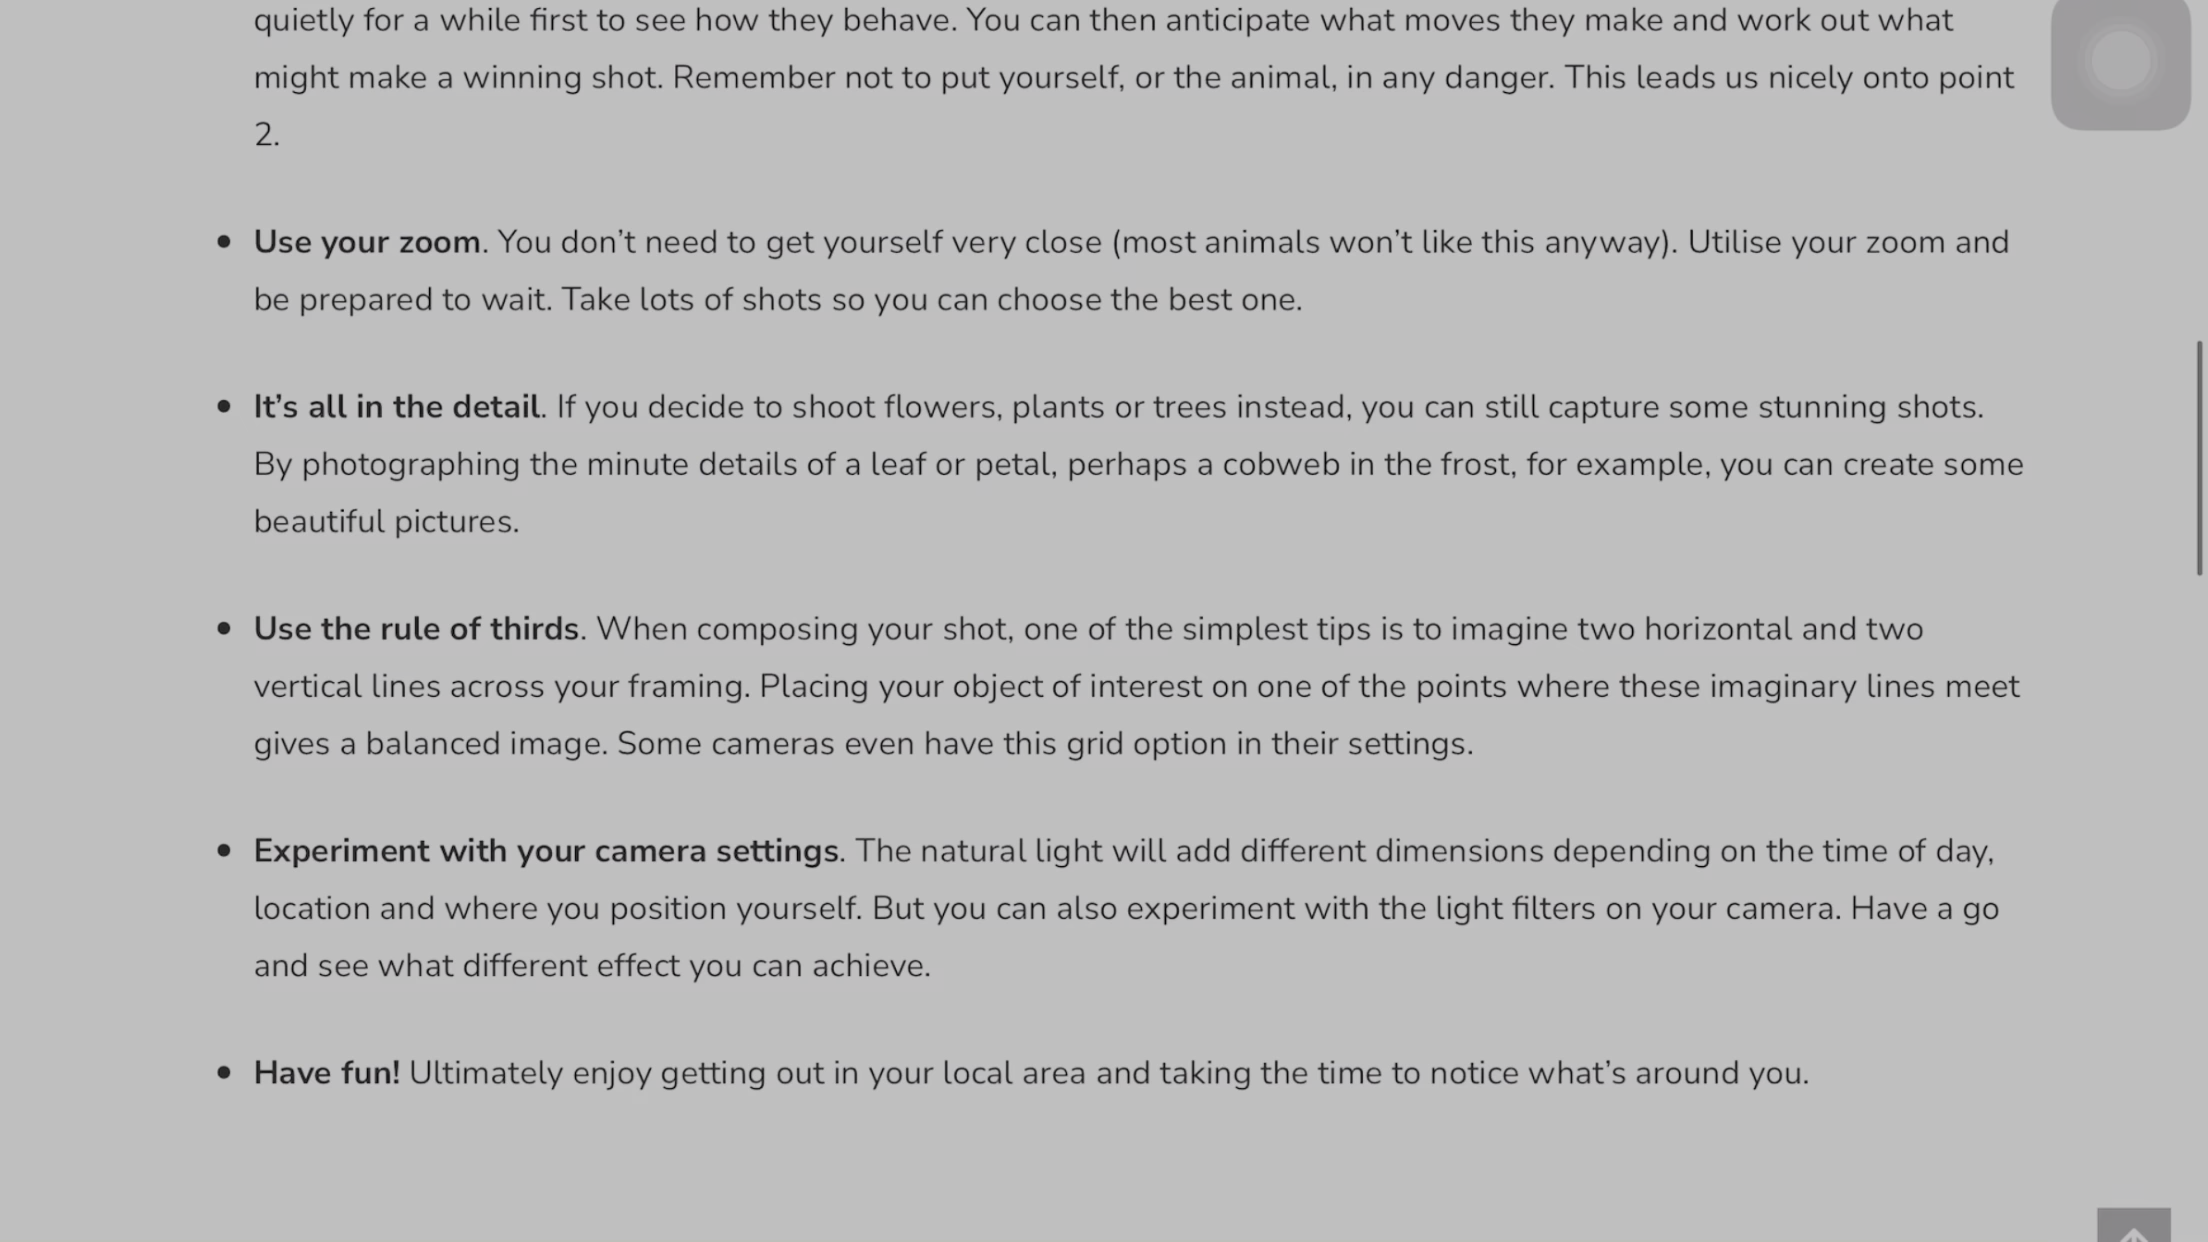 quietly for a while first to see how they behave. You can then anticipate what moves they make and work out what
might make a winning shot. Remember not to put yourself, or the animal, in any danger. This leads us nicely onto point
2.
• Use your zoom. You don’t need to get yourself very close (most animals won’t like this anyway). Utilise your zoom and
be prepared to wait. Take lots of shots so you can choose the best one.
• It’s all in the detail. If you decide to shoot flowers, plants or trees instead, you can still capture some stunning shots.
By photographing the minute details of a leaf or petal, perhaps a cobweb in the frost, for example, you can create some
beautiful pictures.
• Use the rule of thirds. When composing your shot, one of the simplest tips is to imagine two horizontal and two
vertical lines across your framing. Placing your object of interest on one of the points where these imaginary lines meet
gives a balanced image. Some cameras even have this grid option in their settings.
• Experiment with your camera settings. The natural light will add different dimensions depending on the time of day,
location and where you position yourself. But you can also experiment with the light filters on your camera. Have a go
and see what different effect you can achieve.
• Have fun! Ultimately enjoy getting out in your local area and taking the time to notice what’s around you.